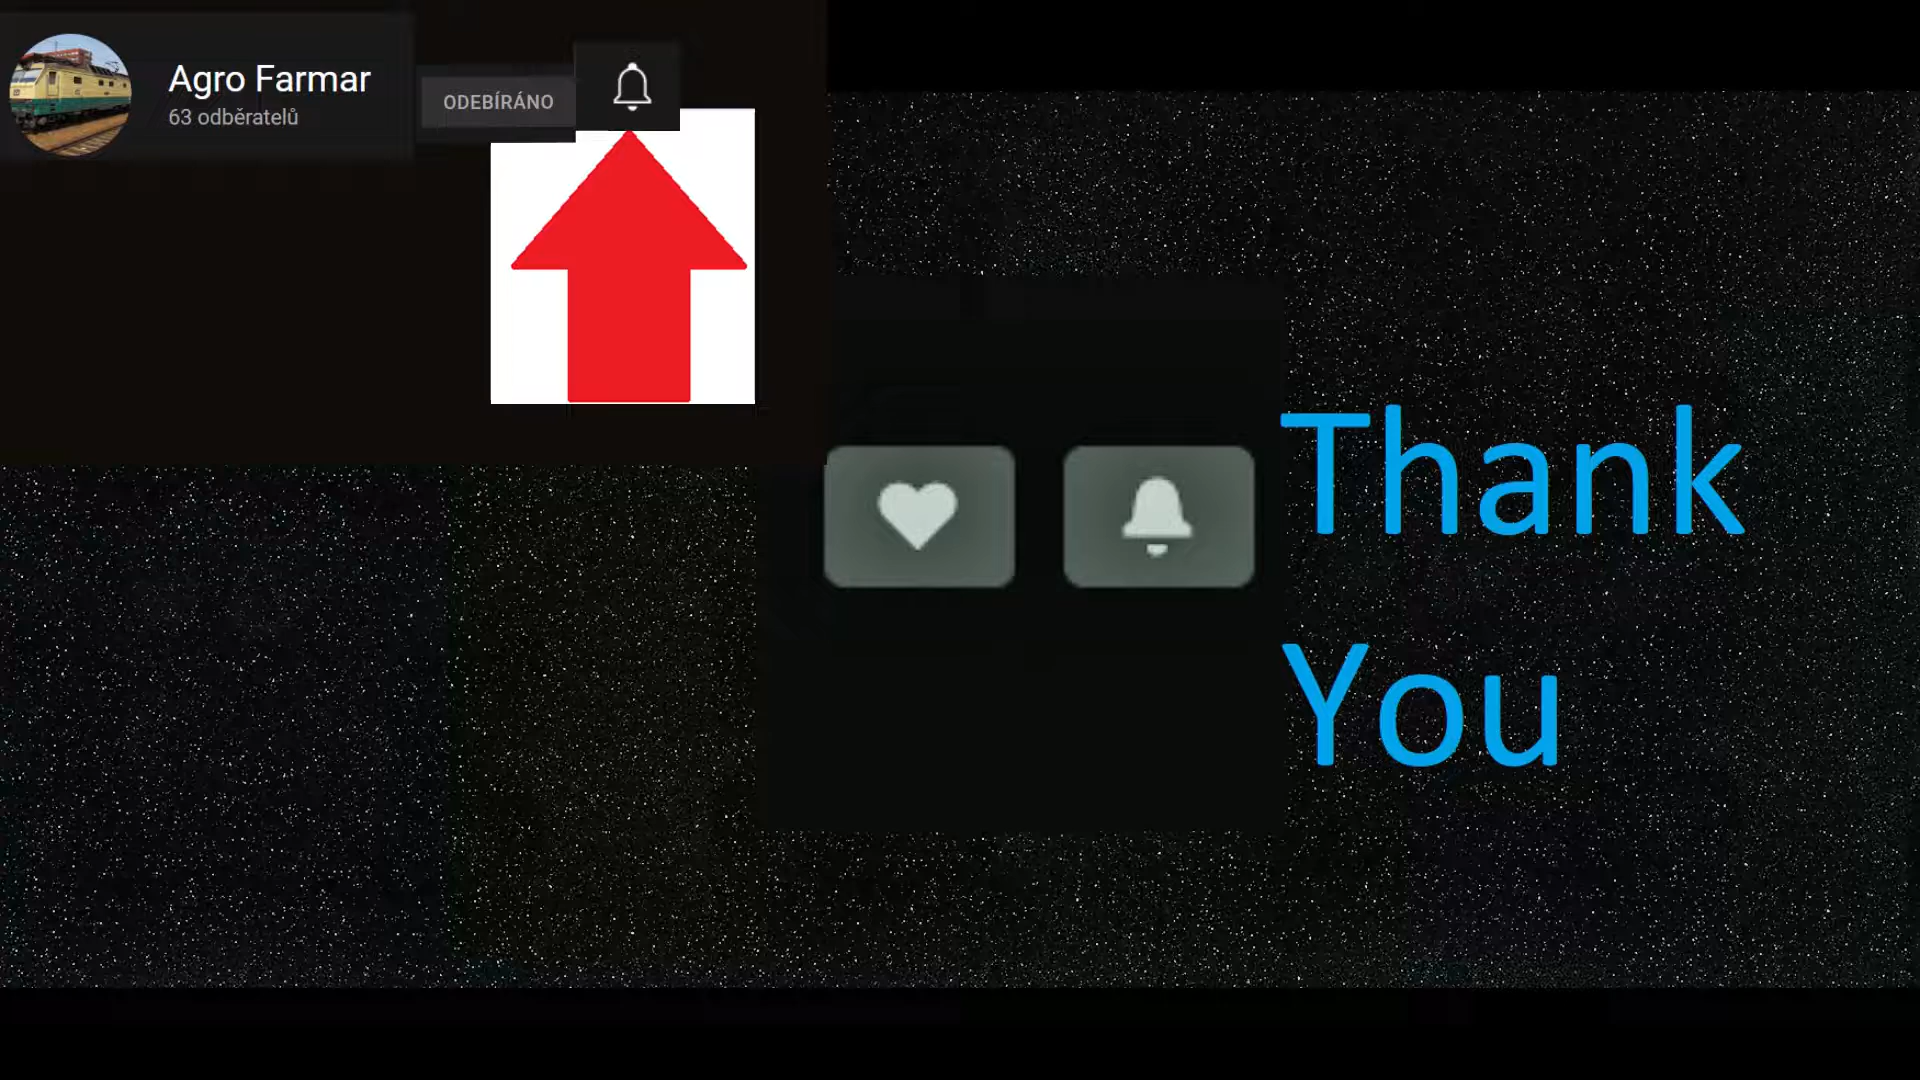 Agro Farmar
63 odběratelů
ODEBÍRÁNO
Thank
You